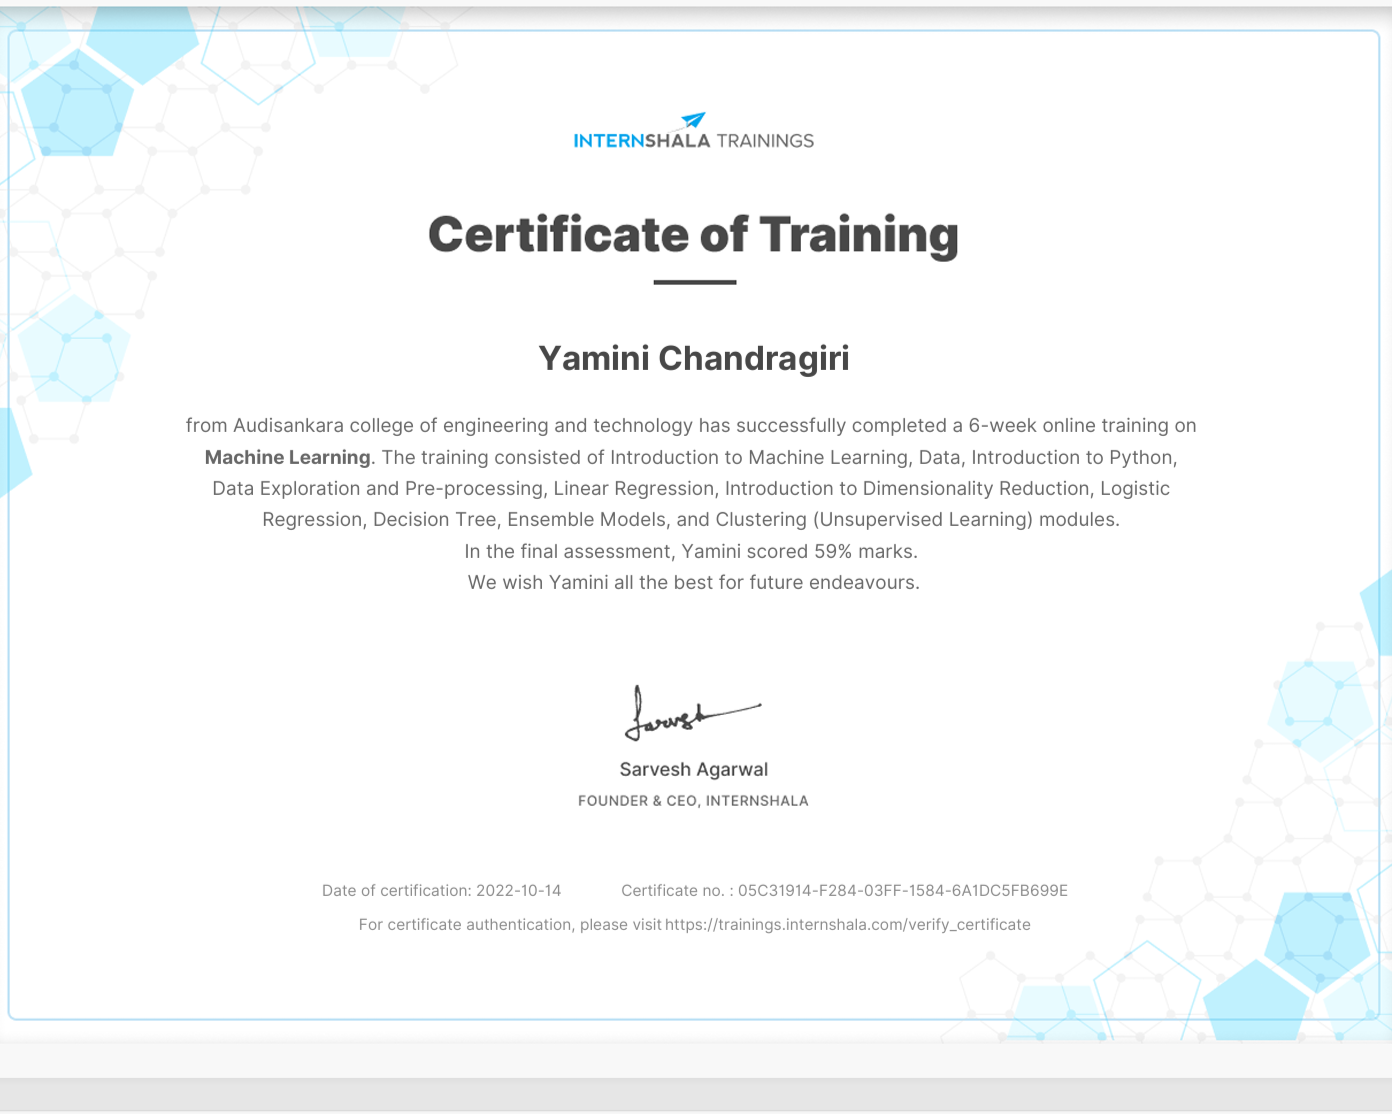 INTERNSHALA TRAININGS
Certificate of Training
Yamini Chandragiri
from Audisankara college of engineering and technology has successfully completed a 6-week online training on
Machine Learning. The training consisted of Introduction to Machine Learning, Data, Introduction to Python,
Data Exploration and Pre-processing, Linear Regression, Introduction to Dimensionality Reduction, Logistic
Regression, Decision Tree, Ensemble Models, and Clustering (Unsupervised Learning) modules.
In the final assessment, Yamini scored 59% marks.
We wish Yamini all the best for future endeavours.
Sarvesh
Sarvesh Agarwal
FOUNDER & CEO, INTERNSHALA
Date of certification: 2022-10-14 Certificate no. : 05C31914-F284-03FF-1584-6A1DC5FB699E
For certificate authentication, please visit https://trainings.internshala.com/verify_certificate